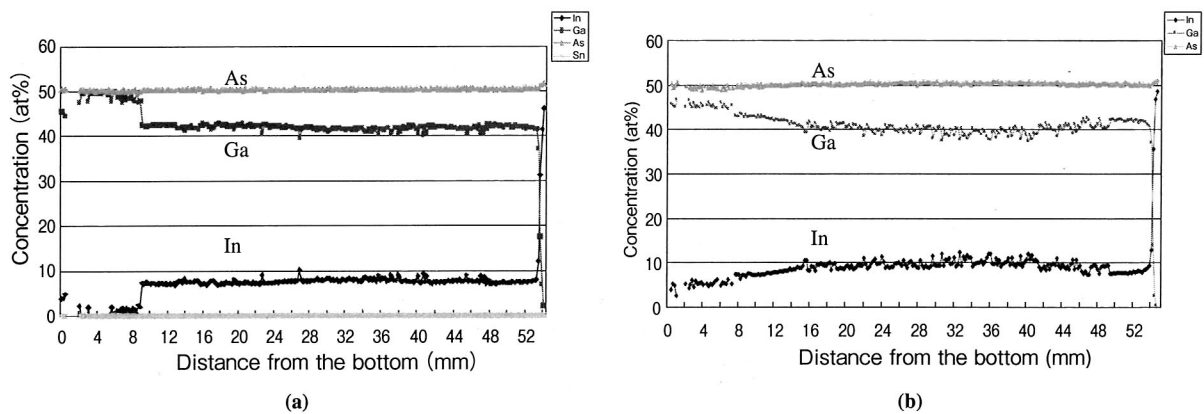 (a)
In
Ga
As
Sn
60
50
40
30
20
10
0
As
Ga
In
0 4 8 12 16 20 24 28 32 36 40 44 48 52
Concentration (at%)
Distance from the bottom (mm)
(a)
(b)
In
Ga
As
60
50
40
30
20
10
0
As
Ga
In
0 4 8 12 16 20 24 28 32 36 40 44 48 52
Concentration (at%)
Distance from the bottom (mm)
(b)